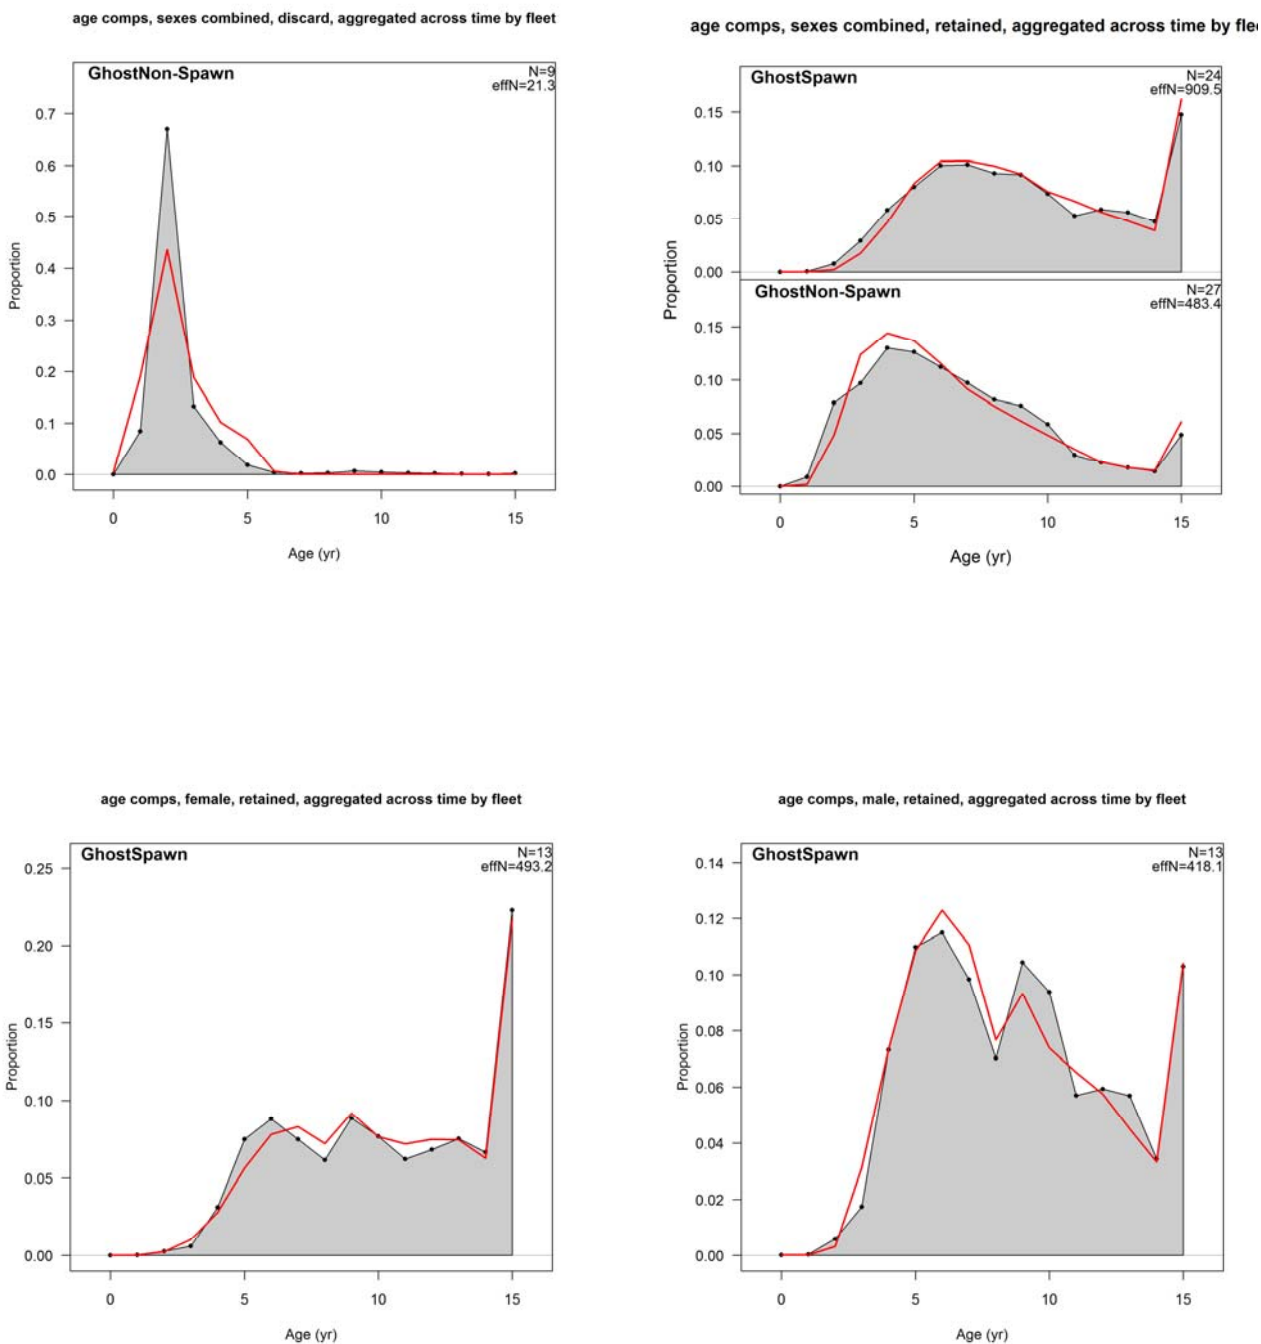 age comps, sexes combined, discard, aggregated across time by fleet
GhostNon-Spawn
N=9
effN=21.3
0.7
0.6
0.5
0.4
0.3
0.2
0.1
0.0
Proportion
0 5 10 15
Age (yr)
age comps, sexes combined, retained, aggregated across time by fle
GhostSpawn
N=24
effN=909.5
0.15
0.10
0.05
0.00
GhostNon-Spawn
N=27
effN=483.4
0.15
0.10
0.05
0.00
Proportion
0 5 10 15
Age (yr)
age comps, female, retained, aggregated across time by fleet
GhostSpawn
N=13
effN=493.2
0.25
0.20
0.15
0.10
0.05
0.00
Proportion
0 5 10 15
Age (yr)
age comps, male, retained, aggregated across time by fleet
GhostSpawn
N=13
effN=418.1
0.14
0.12
0.10
0.08
0.06
0.04
0.02
0.00
Proportion
0 5 10 15
Age (yr)